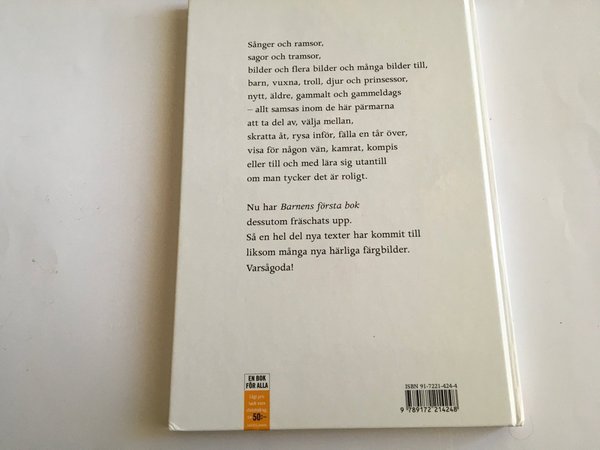 Sånger och ramsor,
sagor och tramsor,
bilder och flera bilder och många bilder till,
barn, vuxna, troll, djur och prinsessor,
nytt, äldre, gammalt och gammeldags
– allt samsas inom de här pärmarna
att ta del av, välja mellan,
skratta åt, rysa inför, fälla en tår över,
visa för någon vän, kamrat, kompis
eller till och med lära sig utantill
om man tycker det är roligt.
Nu har Barnens första bok
dessutom fräschats upp.
Så en hel del nya texter har kommit till
liksom många nya härliga färgbilder.
Varsågoda!
EN BOK
FÖR ALLA
Lågt pris
tack vare
50:–
ISBN 91-7221-424-4
9 789172 214248